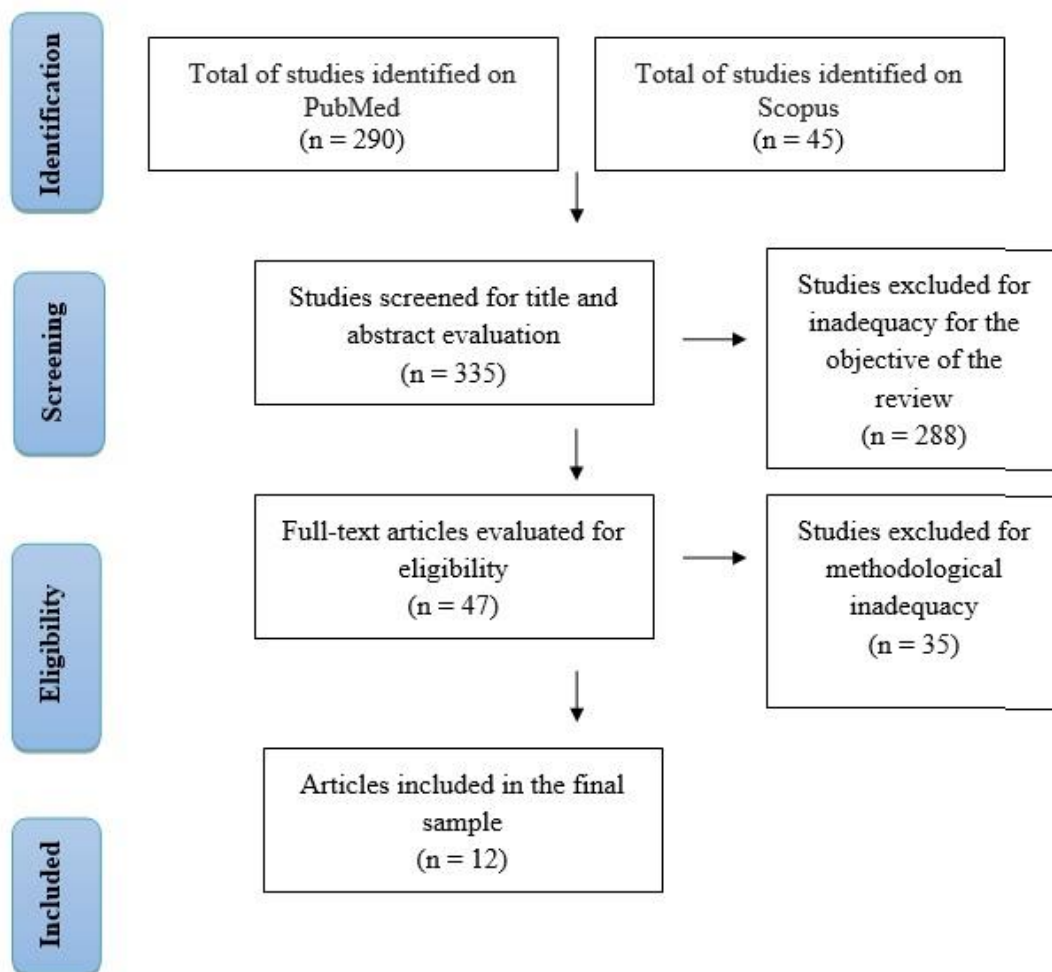 Identification
Total of studies identified on
PubMed
(n = 290)
Total of studies identified on
Scopus
(n = 45)
Screening
Studies screened for title and
abstract evaluation
(n = 335)
Studies excluded for
inadequacy for the
objective of the
review
(n = 288)
Eligibility
Full-text articles evaluated for
eligibility
(n = 47)
Studies excluded for
methodological
inadequacy
(n = 35)
Included
Articles included in the final
sample
(n = 12)